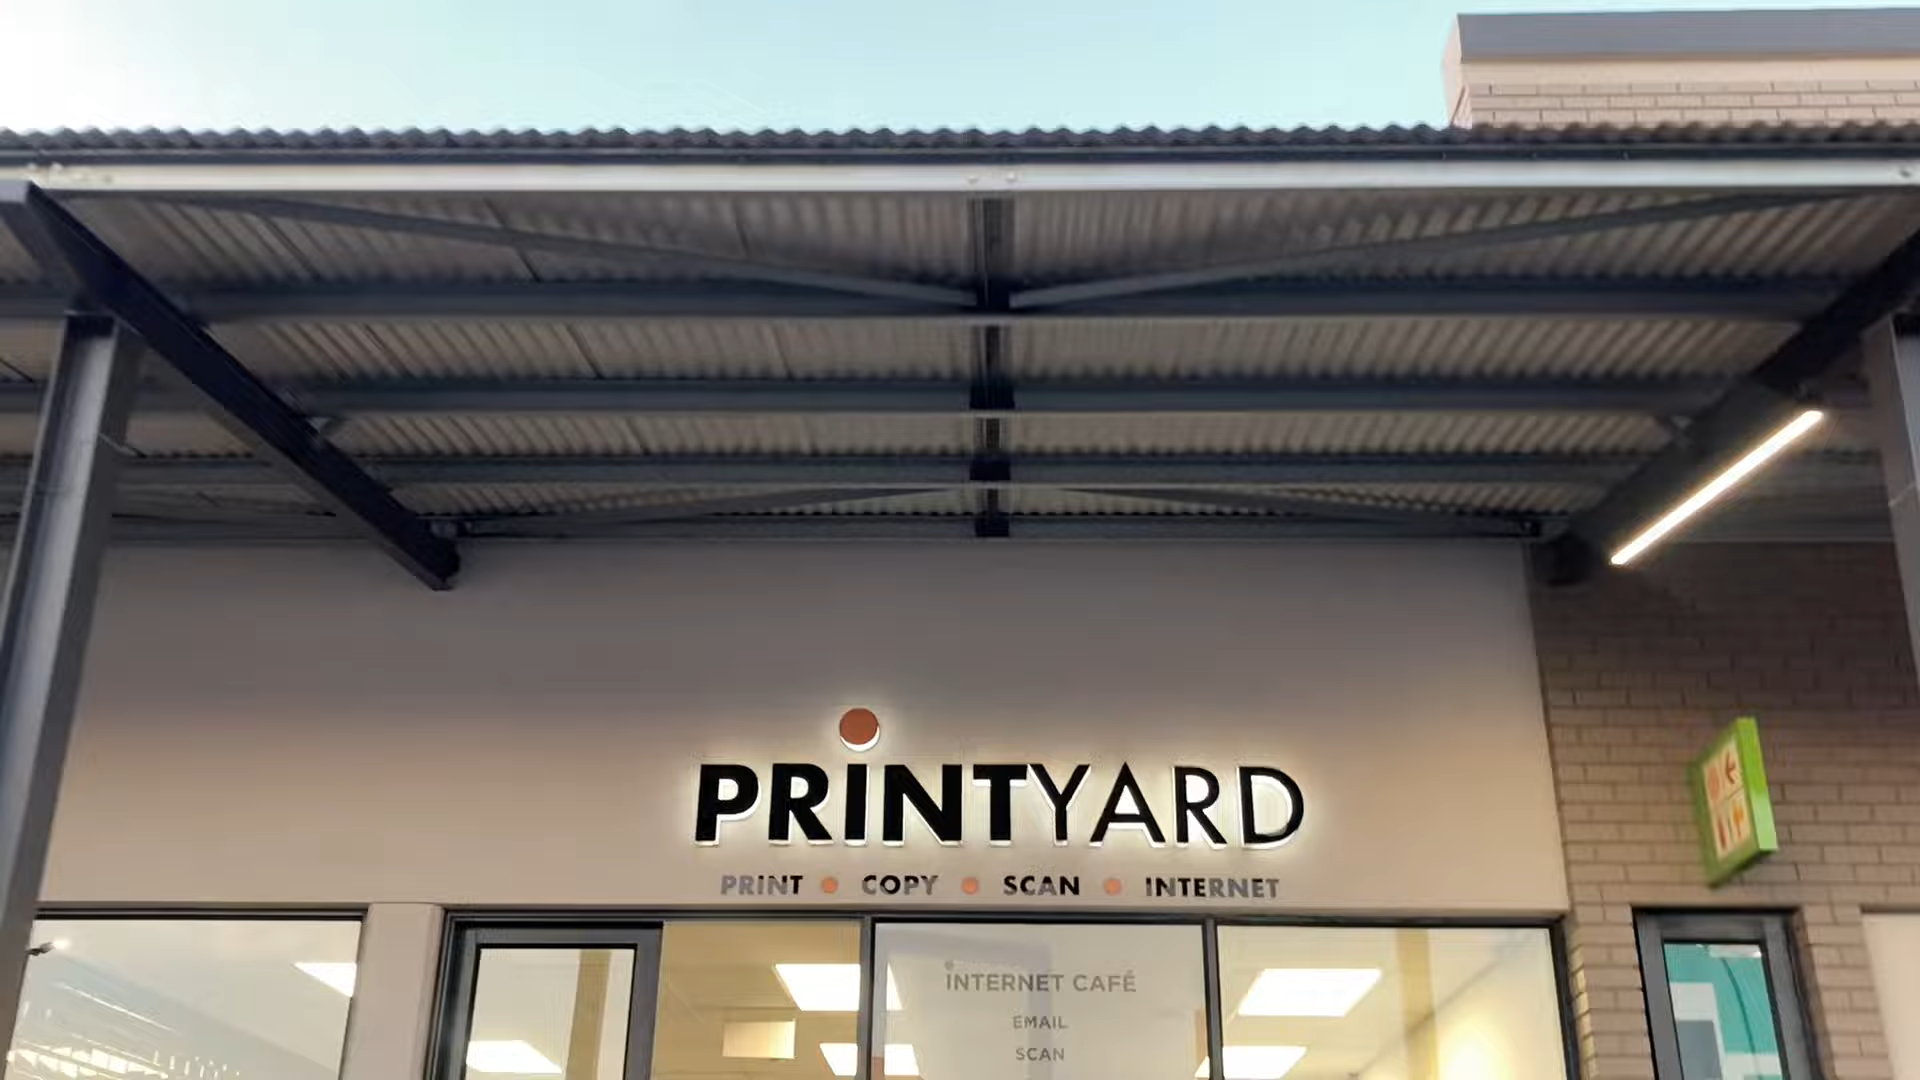 PRINTYARD
PRINT • COPY • SCAN • INTERNET
INTERNET CAFÉ
EMAIL
SCAN